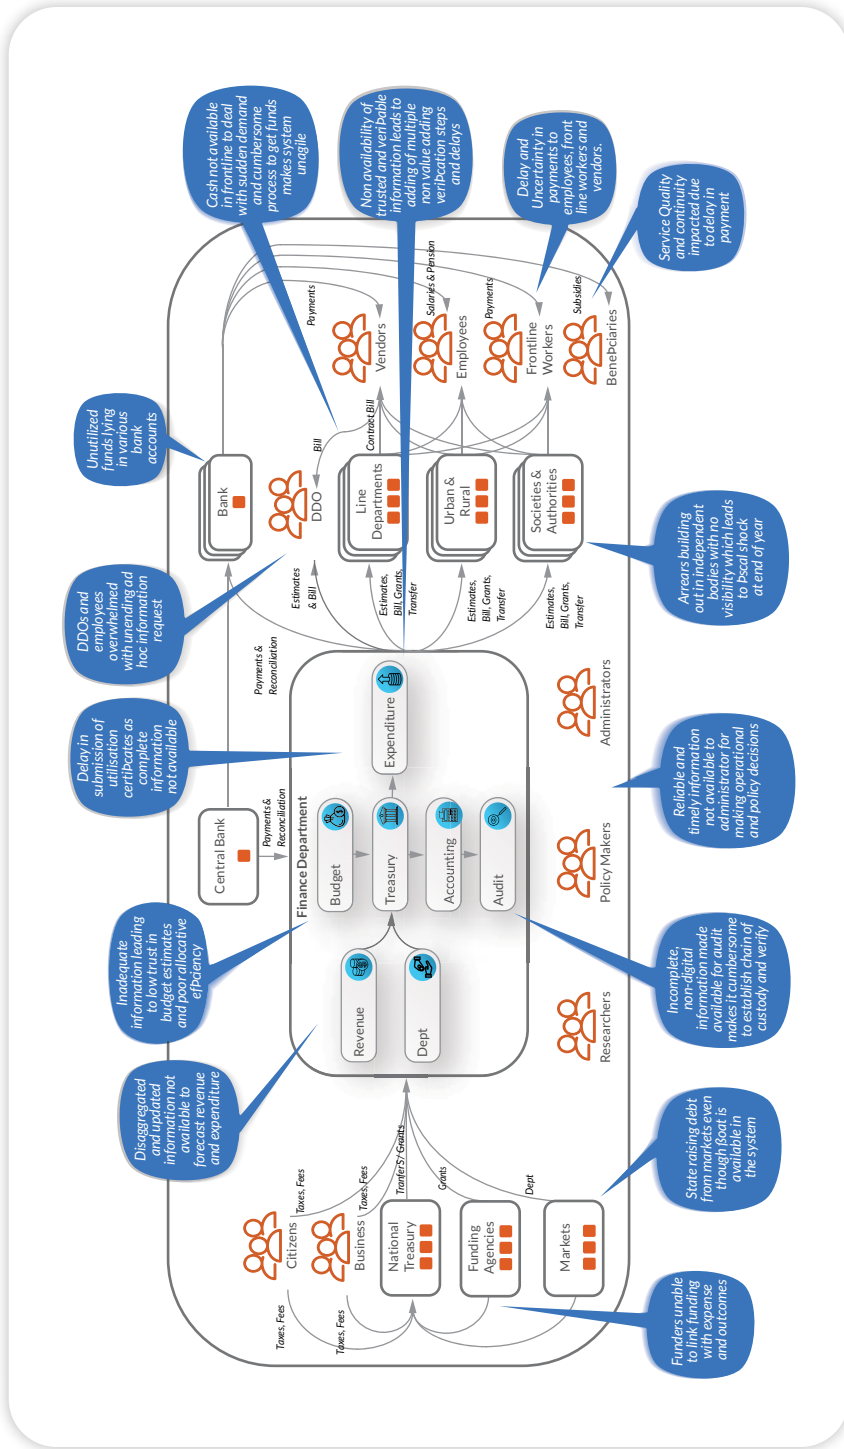 Disaggregated
and updated
information not
available to
forecast revenue
and expenditure
Inadequate
information leading
to low trust in
budget estimates
and poor allocative
efÞciency
Delay in
submission of
utilisation
certiÞcates as
complete
information
not available
DDOs and
employees
overwhelmed
with unending ad
hoc information
request
Unutilized
funds lying
in various
bank
accounts
Cash not available
in frontline to deal
with sudden demand
and cumbersome
process to get funds
makes system
unagile
Non availability of
trusted and veriÞable
information leads to
adding of multiple
non value adding
veriÞcation steps
and delays
Delay and
Uncertainty in
payments to
employees, front
line workers and
vendors.
Service Quality
and continuity
impacted due
to delay in
payment
Taxes, Fees
Citizens
Taxes, Fees
Taxes, Fees
Business
Taxes, Fees
National
Treasury
TranferS / Grants
Funding
Agencies
Grants
Markets
Dept
Central Bank
Payments &
Reconciliation
Payments &
Reconciliation
Finance Department
Revenue
Dept
Budget
Treasury
Accounting
Audit
Expenditure
Bank
Estimates
& Bill
DDO
Bill
Estimates,
Bill, Grants,
Transfer
Line
Departments
Contract Bill
Estimates,
Bill, Grants,
Transfer
Urban &
Rural
Estimates,
Bill, Grants,
Transfer
Societies &
Authorities
Payments
Vendors
Salaries & Pension
Employees
Payments
Frontline
Workers
Subsidies
BeneÞciaries
Researchers
Policy Makers
Administrators
Funders unable
to link funding
with expense
and outcomes
State raising debt
from markets even
though ßoat is
available in
the system
Incomplete,
non-digital
information made
available for audit
makes it cumbersome
to establish chain of
custody and verify
Reliable and
timely information
not available to
administrator for
making operational
and policy decisions
Arrears building
out in independent
bodies with no
visibility which leads
to Þscal shock
at end of year